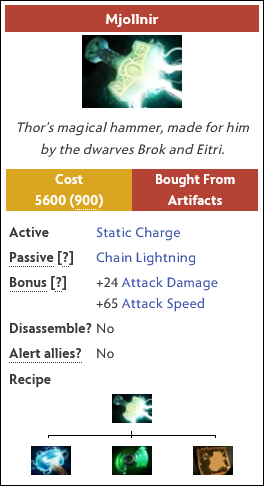 Mjollnir
Thor's magical hammer, made for him
by the dwarves Brok and Eitri.
Cost
5600 (900)
Bought From
Artifacts
Active Static Charge
Passive [?] Chain Lightning
Bonus [?] +24 Attack Damage
+65 Attack Speed
Disassemble? No
Alert allies? No
Recipe